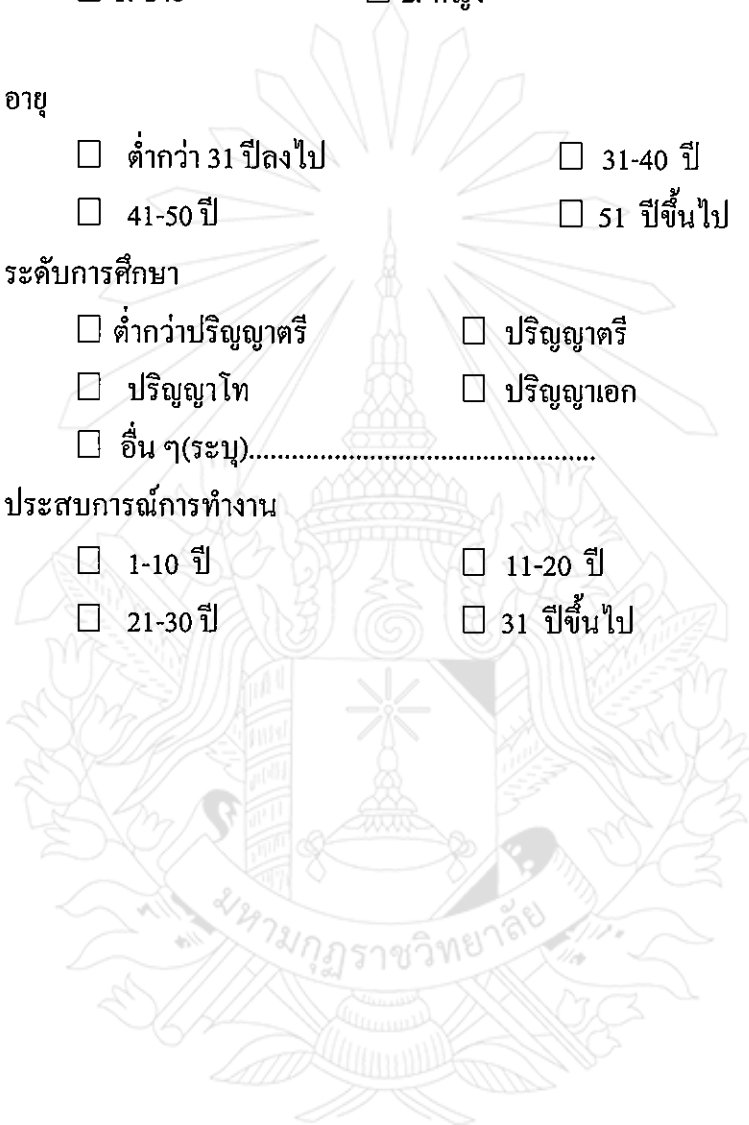 อายุ
☐ ต่ำกว่า 31 ปีลงไป ☐ 31-40 ปี
☐ 41-50 ปี ☐ 51 ปีขึ้นไป
ระดับการศึกษา
☐ ต่ำกว่าปริญญาตรี ☐ ปริญญาตรี
☐ ปริญญาโท ☐ ปริญญาเอก
☐ อื่น ๆ(ระบุ)..............................................
ประสบการณ์การทำงาน
☐ 1-10 ปี ☐ 11-20 ปี
☐ 21-30 ปี ☐ 31 ปีขึ้นไป
มหามกุฏราชวิทยาลัย